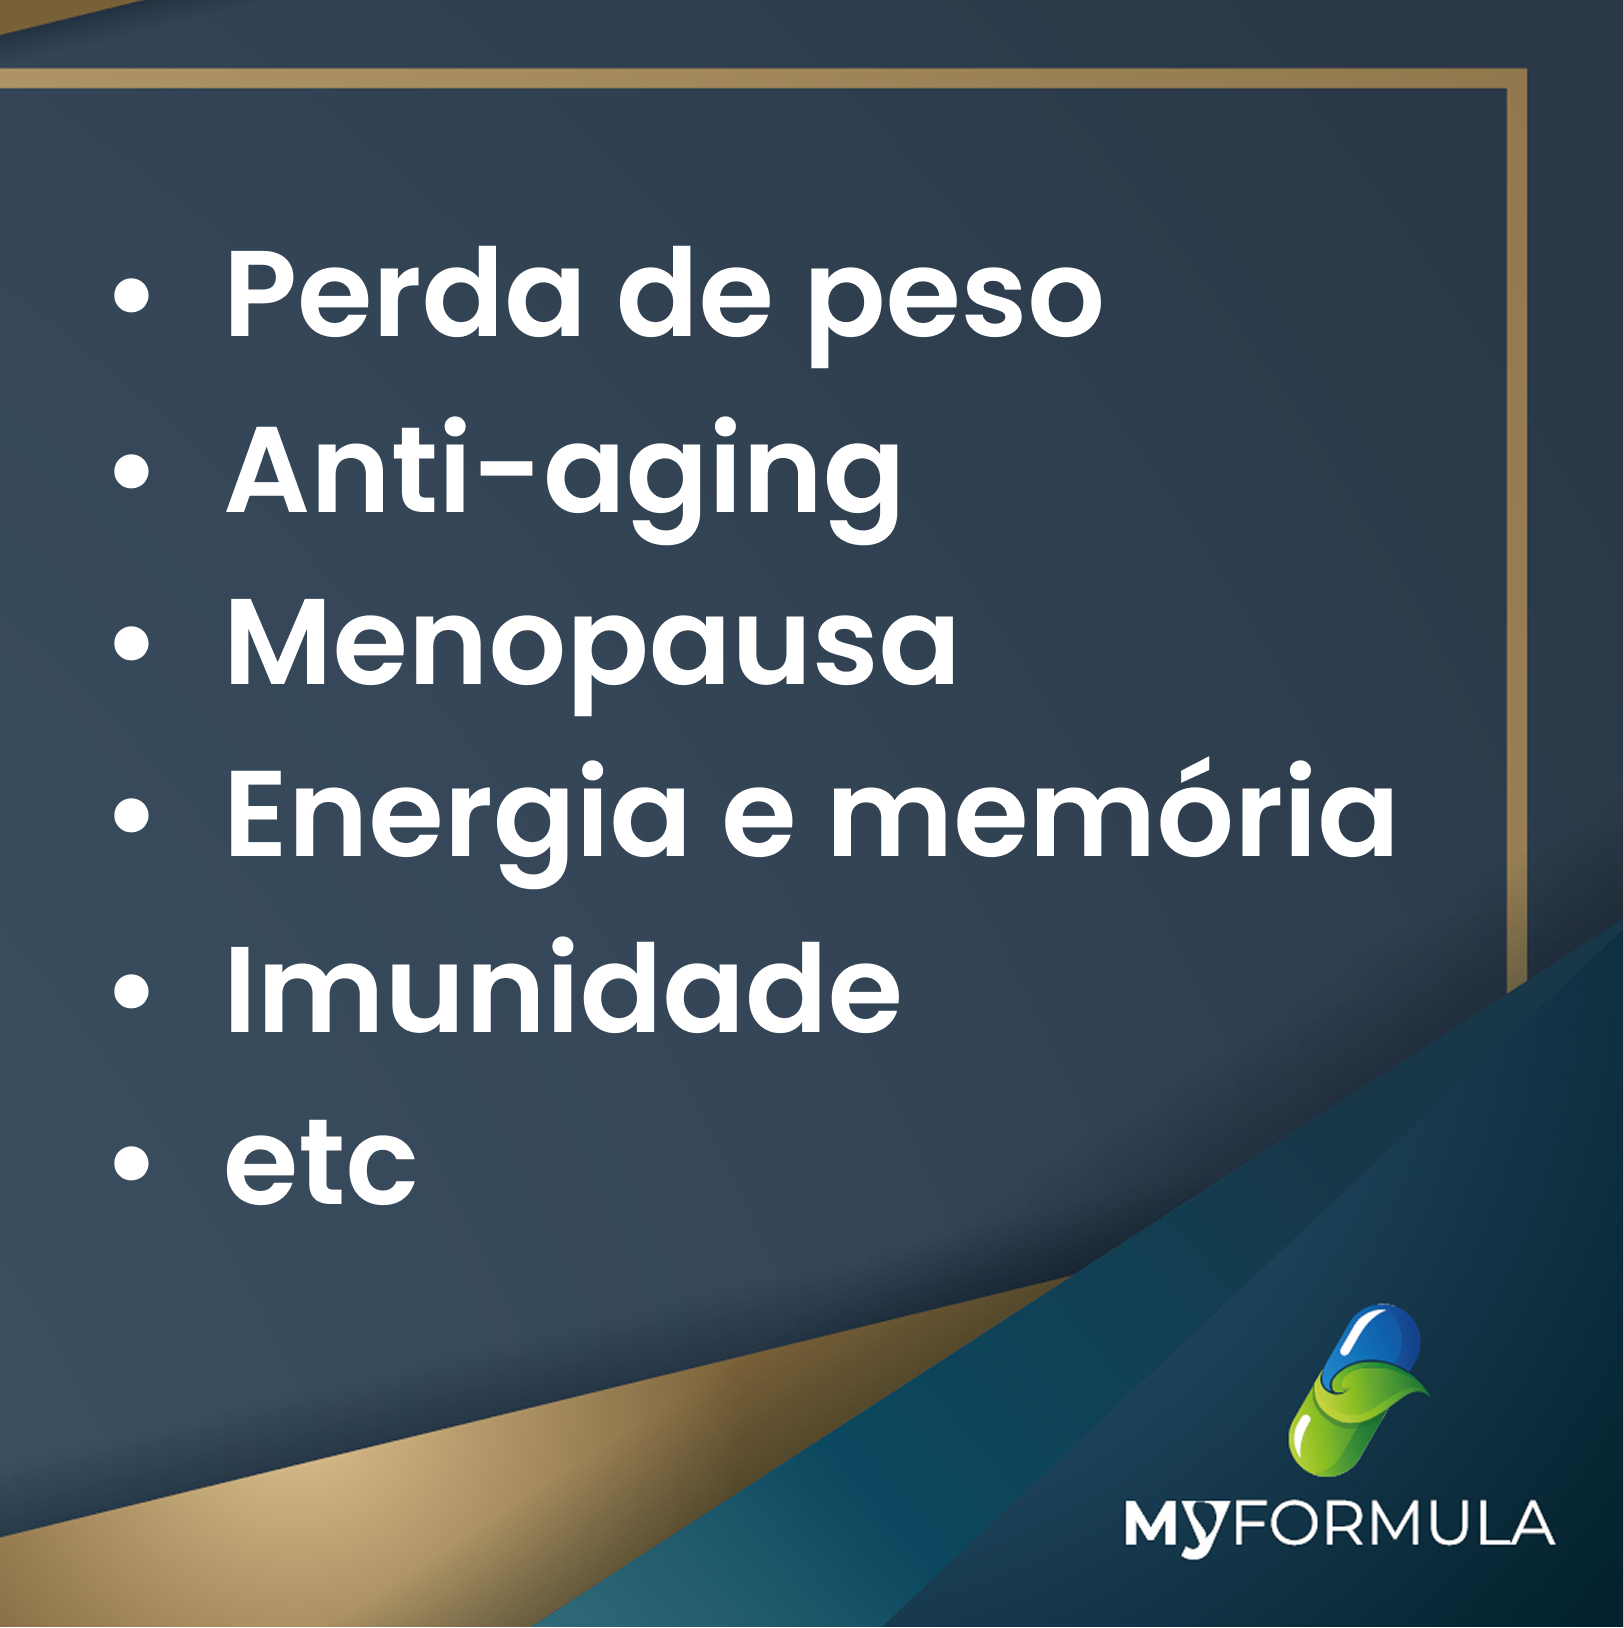 • Perda de peso
• Anti-aging
• Menopausa
• Energia e memória
• Imunidade
• etc
MyFORMULA